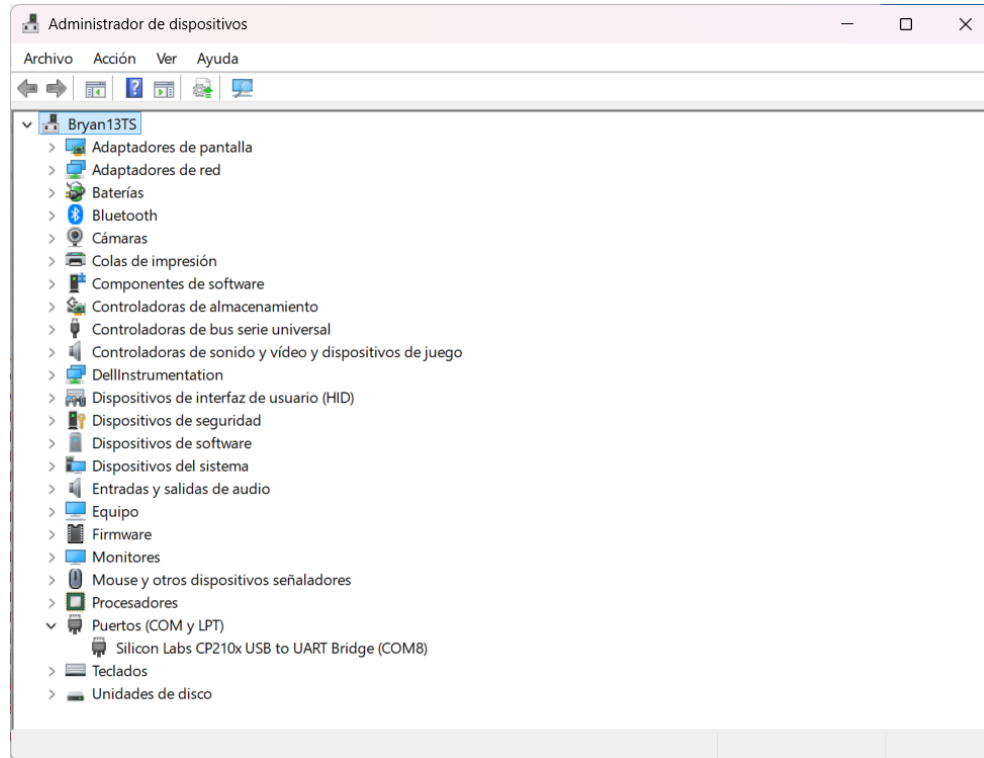 Administrador de dispositivos
Archivo Acción Ver Ayuda
Bryan13TS
Adaptadores de pantalla
Adaptadores de red
Baterías
Bluetooth
Cámaras
Colas de impresión
Componentes de software
Controladoras de almacenamiento
Controladoras de bus serie universal
Controladoras de sonido y vídeo y dispositivos de juego
DellInstrumentation
Dispositivos de interfaz de usuario (HID)
Dispositivos de seguridad
Dispositivos de software
Dispositivos del sistema
Entradas y salidas de audio
Equipo
Firmware
Monitores
Mouse y otros dispositivos señaladores
Procesadores
Puertos (COM y LPT)
Silicon Labs CP210x USB to UART Bridge (COM8)
Teclados
Unidades de disco